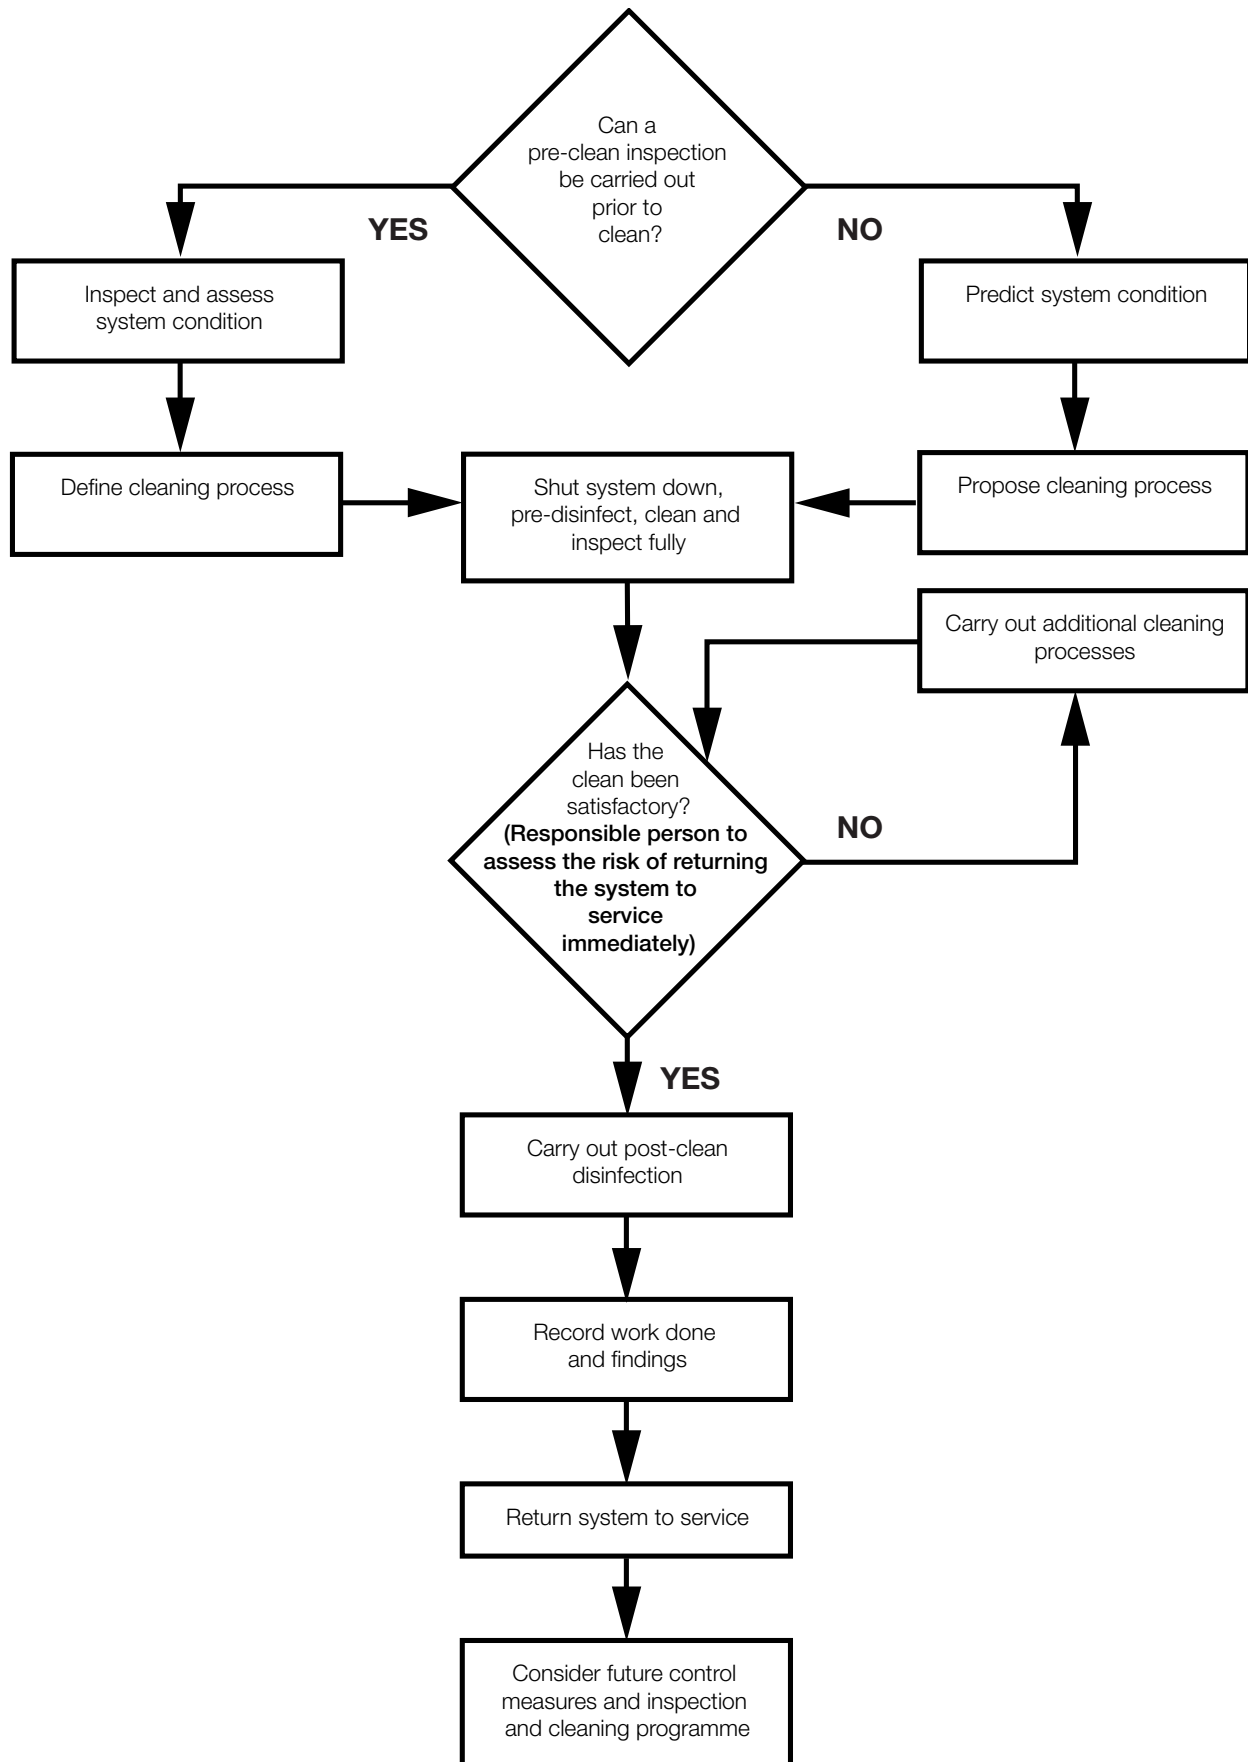 Can a
pre-clean inspection
be carried out
prior to
clean?
YES
NO
Inspect and assess
system condition
Predict system condition
Define cleaning process
Shut system down,
pre-disinfect, clean and
inspect fully
Propose cleaning process
Carry out additional cleaning
processes
Has the
clean been
satisfactory?
(Responsible person to
assess the risk of returning
the system to
service
immediately)
NO
YES
Carry out post-clean
disinfection
Record work done
and findings
Return system to service
Consider future control
measures and inspection
and cleaning programme